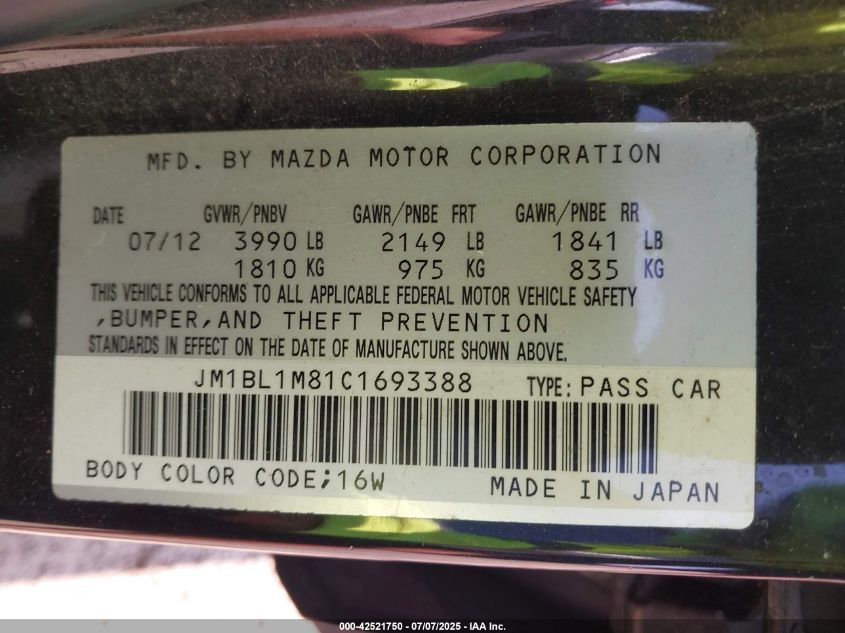 MFD. BY MAZDA MOTOR CORPORATION
DATE GVWR/PNBV GAWR/PNBE FRT GAWR/PNBE RR
07/12 3990 LB 2149 LB 1841 LB
1810 KG 975 KG 835 KG
THIS VEHICLE CONFORMS TO ALL APPLICABLE FEDERAL MOTOR VEHICLE SAFETY
,BUMPER,AND THEFT PREVENTION
STANDARDS IN EFFECT ON THE DATE OF MANUFACTURE SHOWN ABOVE.
JM1BL1M81C1693388 TYPE: PASS CAR
BODY COLOR CODE;16W MADE IN JAPAN
000-42521750 - 07/07/2025 - IAA Inc.